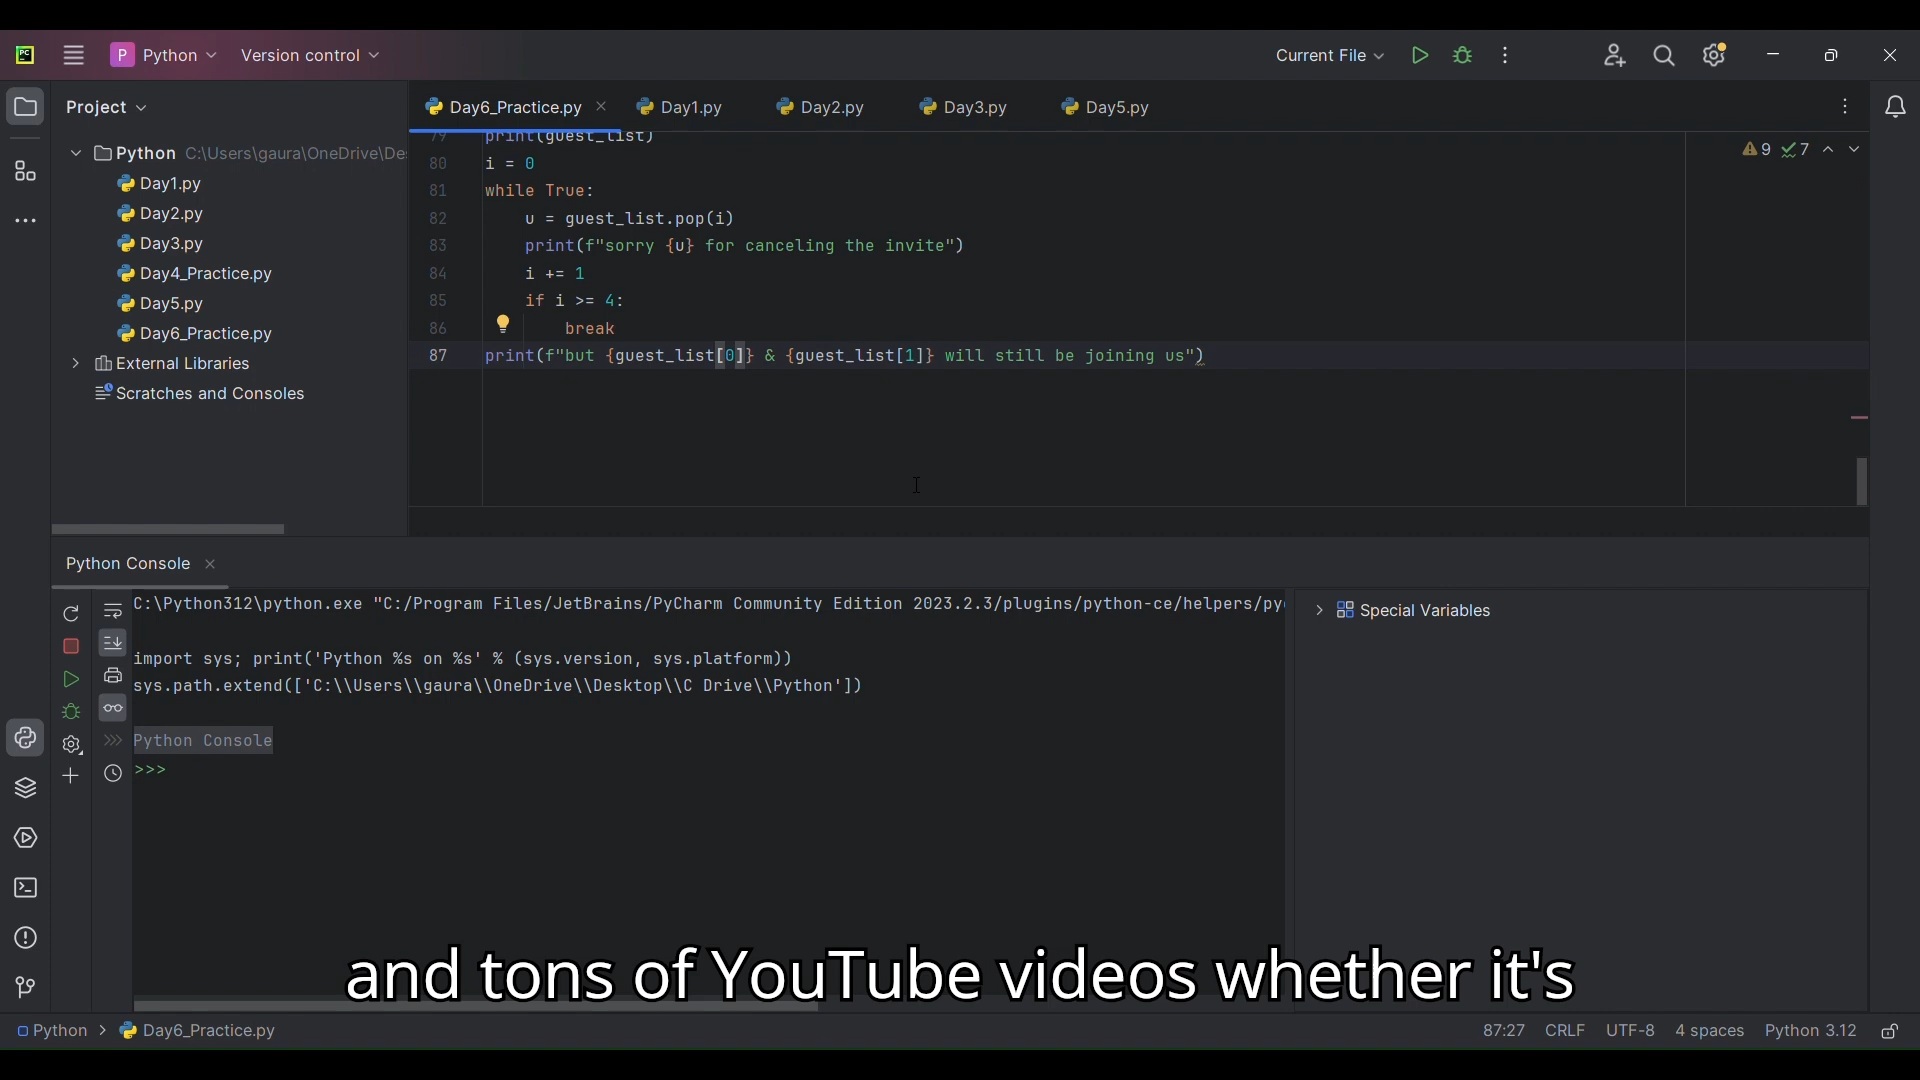 PC
P Python Version control Current File
Project
Day6_Practice.py Day1.py Day2.py Day3.py Day5.py
Python C:\Users\gaura\OneDrive\De
Day1.py
Day2.py
Day3.py
Day4_Practice.py
Day5.py
Day6_Practice.py
External Libraries
Scratches and Consoles
9 7
79 print(guest_list)
80 i = 0
81 while True:
82 u = guest_list.pop(i)
83 print(f"sorry {u} for canceling the invite")
84 i += 1
85 if i >= 4:
86 break
87 print(f"but {guest_list[0]} & {guest_list[1]} will still be joining us")
Python Console
C:\Python312\python.exe "C:/Program Files/JetBrains/PyCharm Community Edition 2023.2.3/plugins/python-ce/helpers/py
import sys; print('Python %s on %s' % (sys.version, sys.platform))
sys.path.extend(['C:\\Users\\gaura\\OneDrive\\Desktop\\C Drive\\Python'])
Python Console
>>>
Special Variables
and tons of YouTube videos whether it's
Python > Day6_Practice.py 87:27 CRLF UTF-8 4 spaces Python 3.12